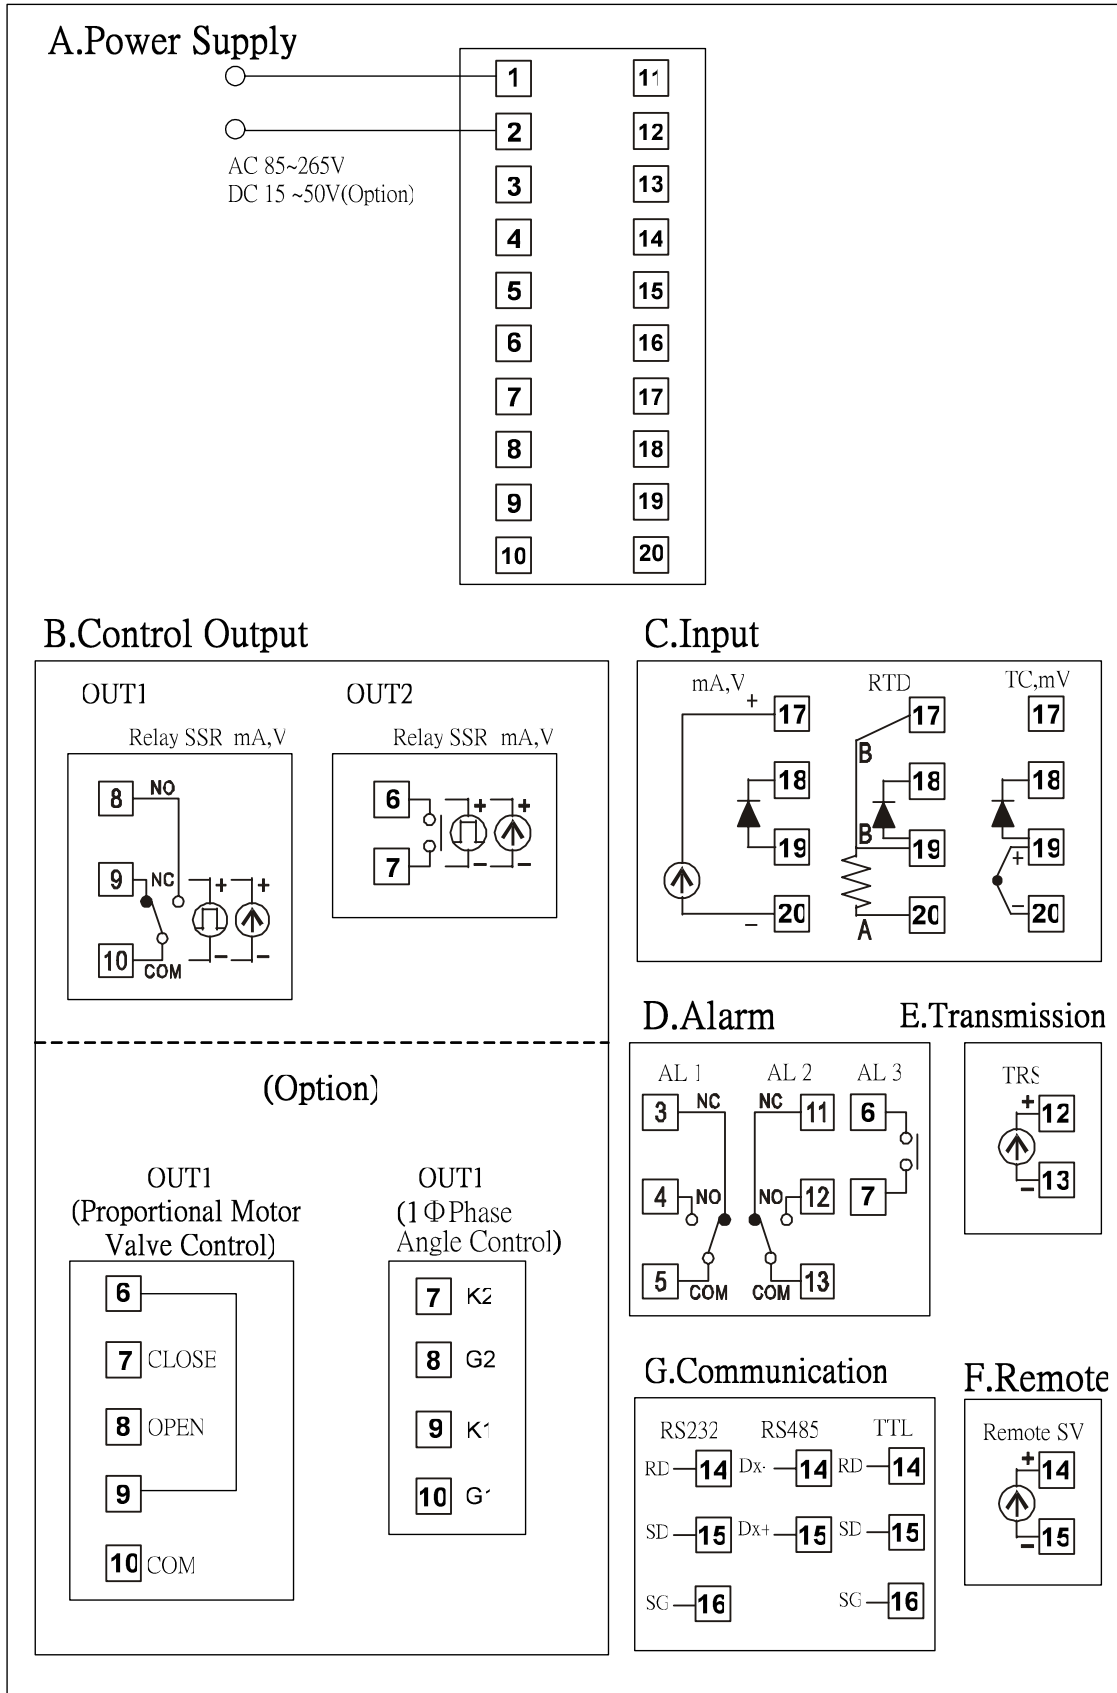 A.Power Supply
1 11
2 12
AC 85~265V
DC 15 ~50V(Option)
3 13
4 14
5 15
6 16
7 17
8 18
9 19
10 20
B.Control Output
OUT1 OUT2
Relay SSR mA,V Relay SSR mA,V
8 NO
9 NC + +
10 COM - -
6 + +
7 - -
(Option)
OUT1
(Proportional Motor
Valve Control)
6
7 CLOSE
8 OPEN
9
10 COM
OUT1
(1ΦPhase
Angle Control)
7 K2
8 G2
9 K1
10 G1
C.Input
mA,V RTD TC,mV
+ 17 17 17
B
18 18 18
B
19 19 + 19
- 20 A 20 - 20
D.Alarm
AL 1 AL 2 AL 3
3 NC NC 11 6
4 NO NO 12 7
5 COM COM 13
E.Transmission
TRS
+ 12
- 13
G.Communication
RS232 RS485 TTL
RD 14 Dx- 14 RD 14
SD 15 Dx+ 15 SD 15
SG 16 SG 16
F.Remote
Remote SV
+ 14
- 15